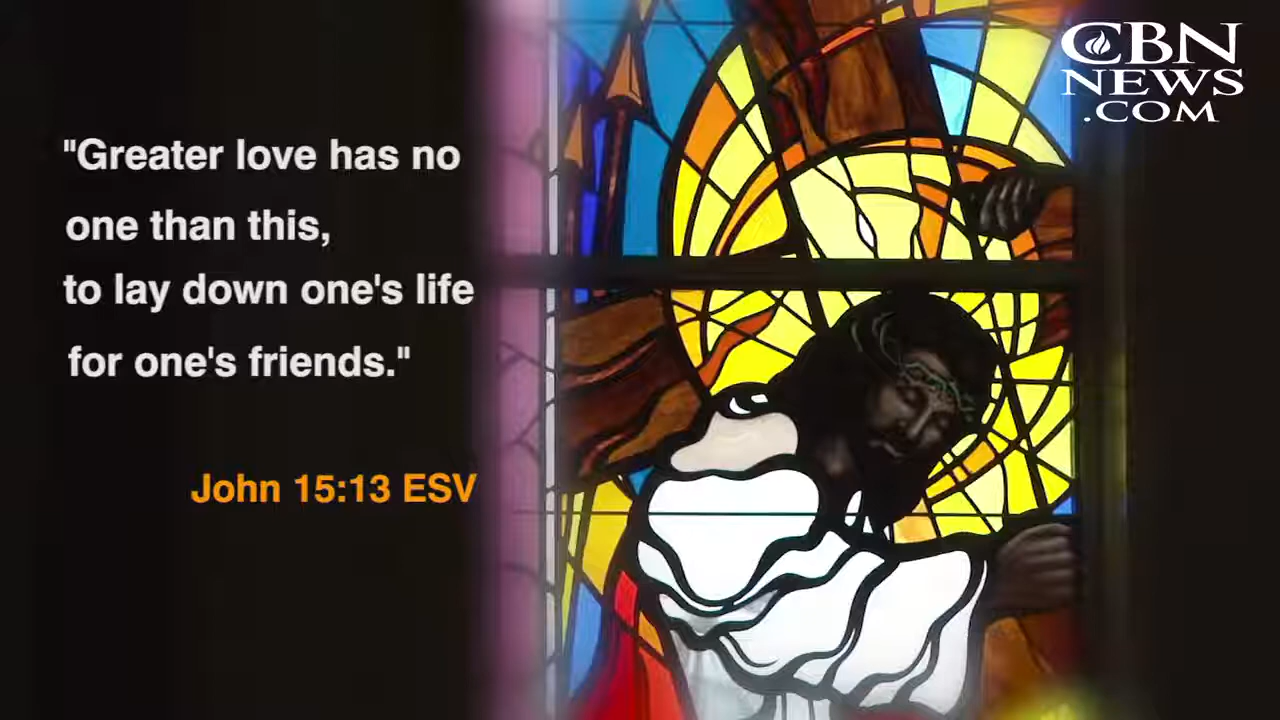 "Greater love has no
one than this,
to lay down one's life
for one's friends."
John 15:13 ESV
CBN
NEWS
.COM